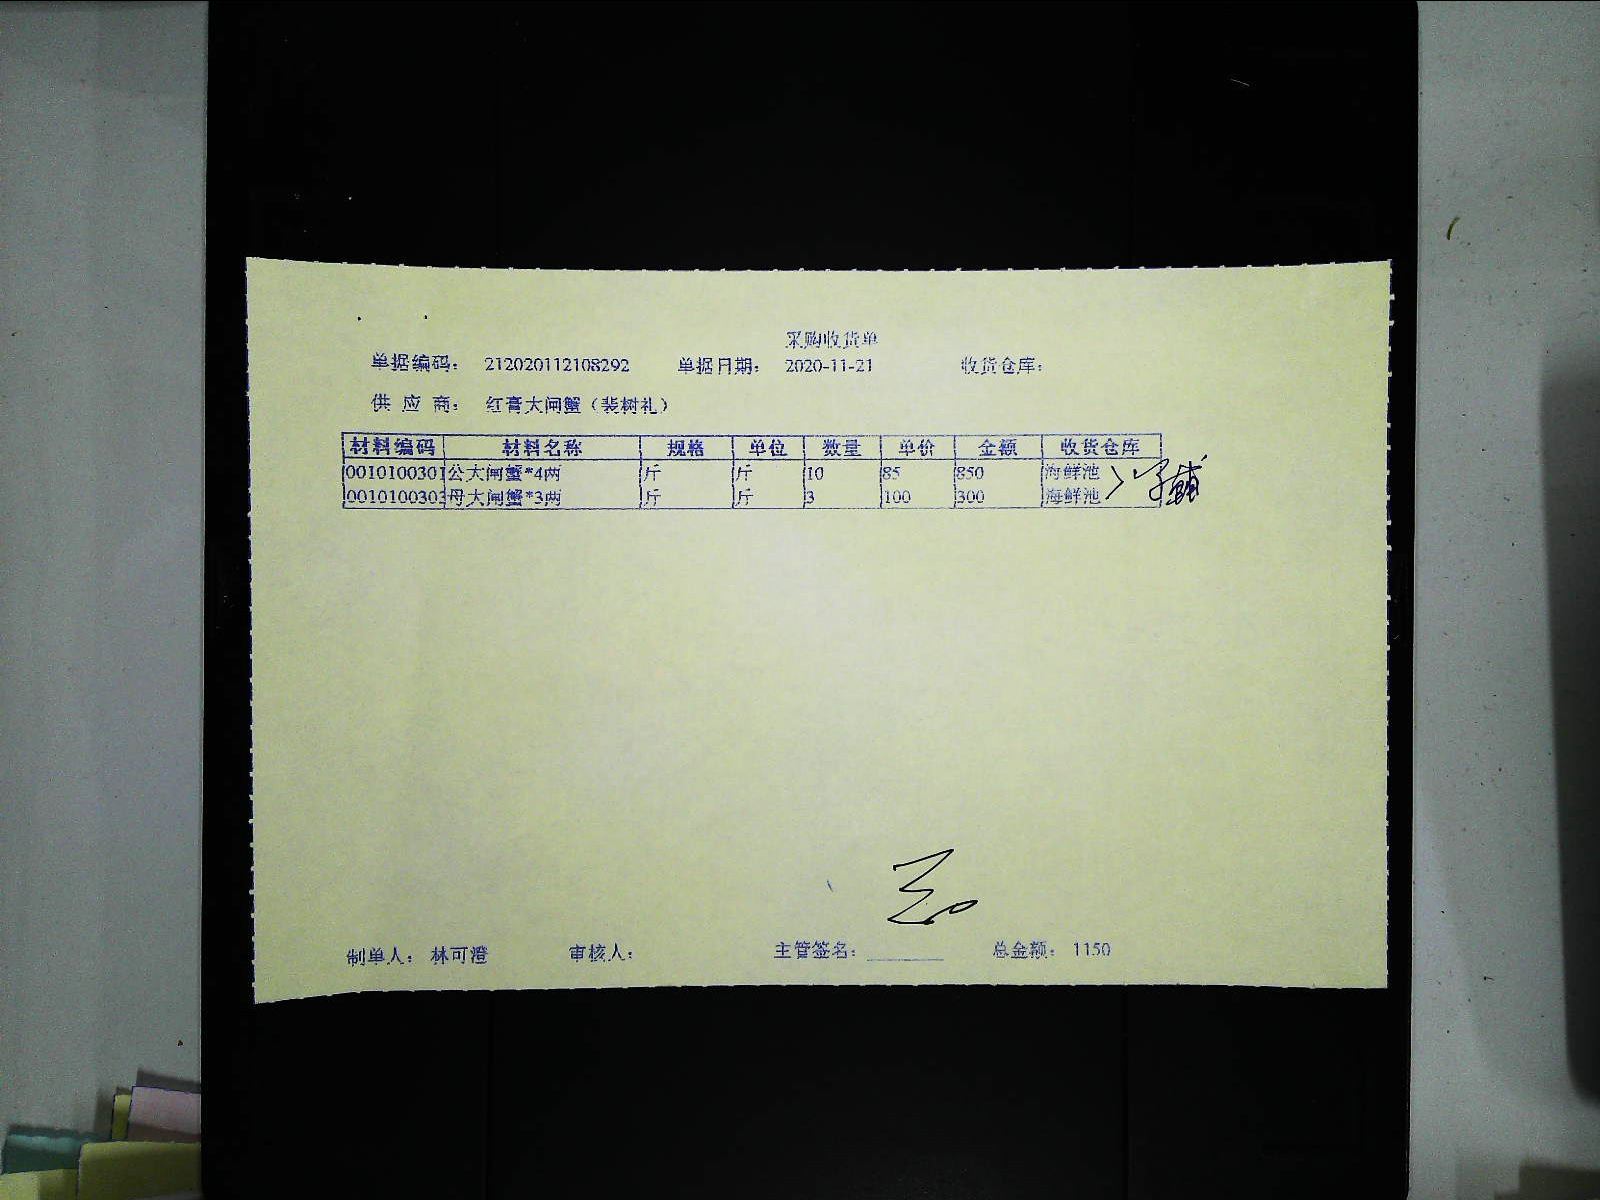 采购收货单
单据编码： 212020112108292 单据日期： 2020-11-21 收货仓库：
供 应 商： 红膏大闸蟹（裴树礼）
材料编码 材料名称 规格 单位 数量 单价 金额 收货仓库
0010100301 公大闸蟹*4两 斤 斤 10 85 850 海鲜池
001010030 母大闸蟹*3两 斤 斤 3 100 300 海鲜池
制单人： 林可澄 审核人： 主管签名： 总金额： 1150